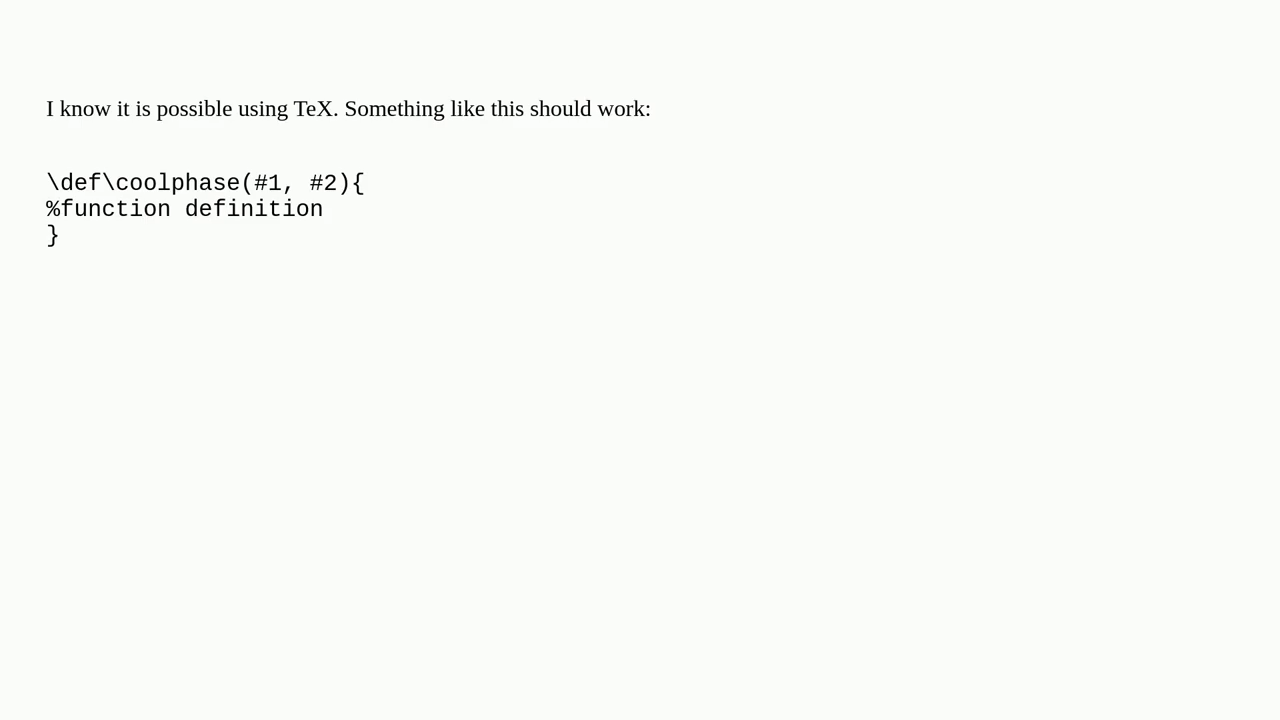 I know it is possible using TeX. Something like this should work:
\def\coolphase(#1, #2){
%function definition
}